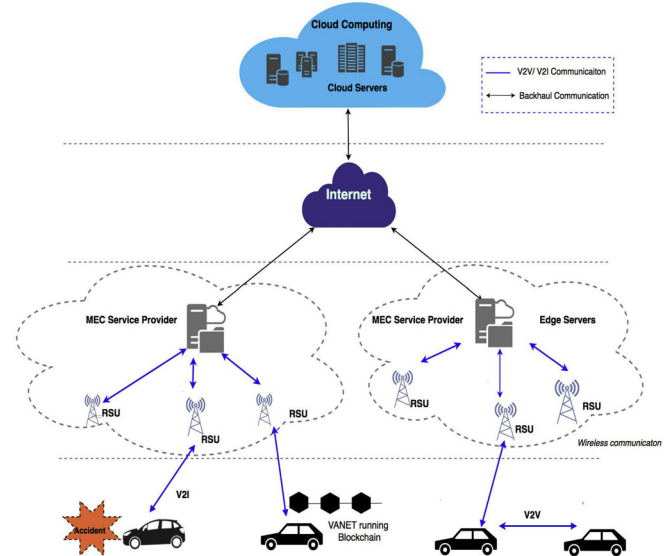 Cloud Computing
Cloud Servers
V2V/ V2I Communicaiton
Backhaul Communication
Internet
MEC Service Provider
MEC Service Provider
Edge Servers
RSU
RSU
RSU
RSU
RSU
RSU
Wireless communicaton
V2I
Accident
VANET running
Blockchain
V2V